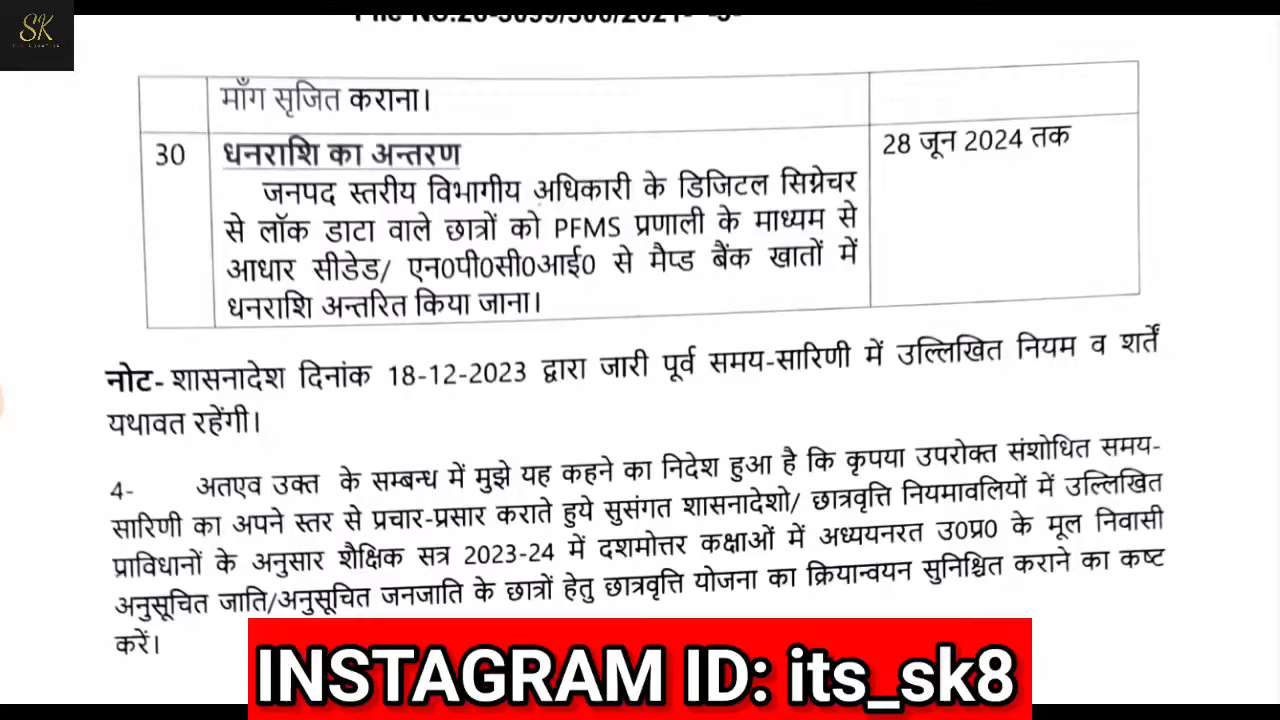 SK
माँग सृजित कराना।
30 धनराशि का अन्तरण 28 जून 2024 तक
जनपद स्तरीय विभागीय अधिकारी के डिजिटल सिग्नेचर
से लॉक डाटा वाले छात्रों को PFMS प्रणाली के माध्यम से
आधार सीडेड/ एन0पी0सी0आई0 से मैप्ड बैंक खातों में
धनराशि अन्तरित किया जाना।
नोट- शासनादेश दिनांक 18-12-2023 द्वारा जारी पूर्व समय-सारिणी में उल्लिखित नियम व शर्तें
यथावत रहेंगी।
4- अतएव उक्त के सम्बन्ध में मुझे यह कहने का निदेश हुआ है कि कृपया उपरोक्त संशोधित समय-
सारिणी का अपने स्तर से प्रचार-प्रसार कराते हुये सुसंगत शासनादेशो/ छात्रवृत्ति नियमावलियों में उल्लिखित
प्राविधानों के अनुसार शैक्षिक सत्र 2023-24 में दशमोत्तर कक्षाओं में अध्ययनरत उ0प्र0 के मूल निवासी
अनुसूचित जाति/अनुसूचित जनजाति के छात्रों हेतु छात्रवृत्ति योजना का क्रियान्वयन सुनिश्चित कराने का कष्ट
करें।
INSTAGRAM ID: its_sk8